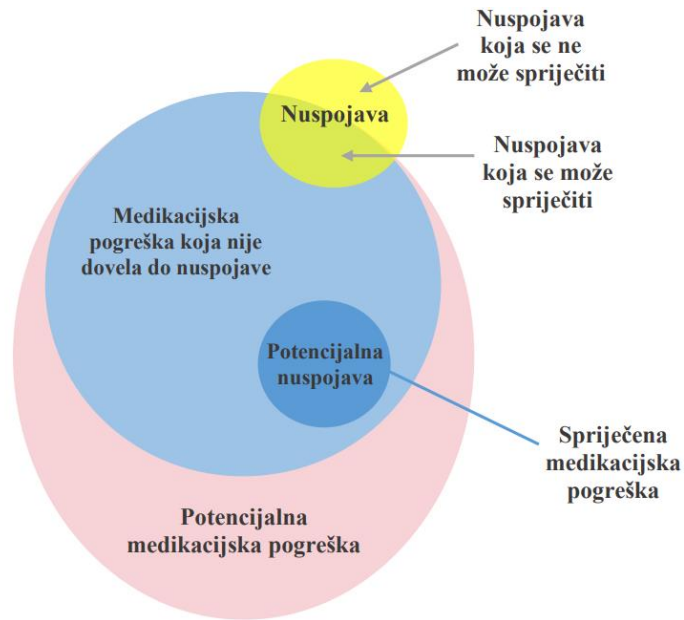 Nuspojava
koja se ne
može spriječiti
Nuspojava
Nuspojava
koja se može
spriječiti
Medikacijska
pogreška koja nije
dovela do nuspojave
Potencijalna
nuspojava
Spriječena
medikacijska
pogreška
Potencijalna
medikacijska pogreška